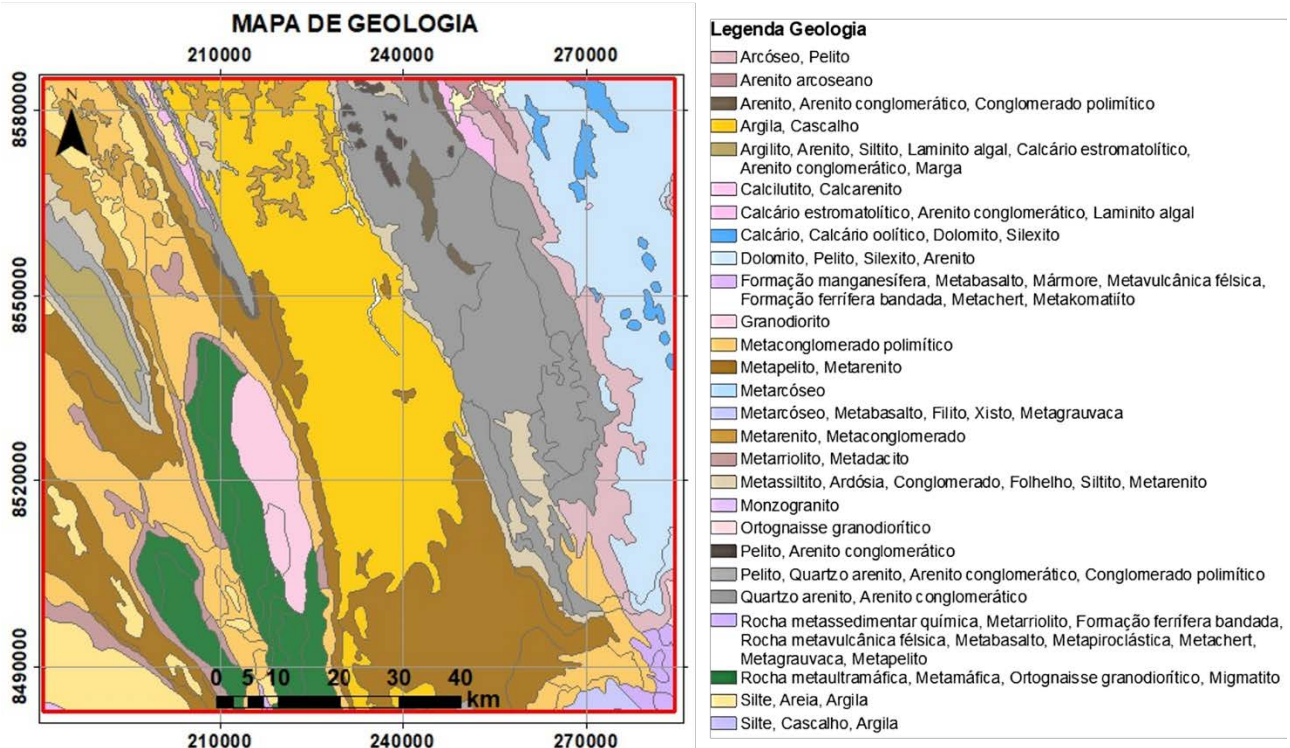 MAPA DE GEOLOGIA
210000 240000 270000
N
8580000
8550000
8520000
8490000
0 5 10 20 30 40
km
210000 240000 270000
Legenda Geologia
Arcóseo, Pelito
Arenito arcoseano
Arenito, Arenito conglomerático, Conglomerado polimítico
Argila, Cascalho
Argilito, Arenito, Siltito, Laminito algal, Calcário estromatolítico,
Arenito conglomerático, Marga
Calcilutito, Calcarenito
Calcário estromatolítico, Arenito conglomerático, Laminito algal
Calcário, Calcário oolítico, Dolomito, Silexito
Dolomito, Pelito, Silexito, Arenito
Formação manganesífera, Metabasalto, Mármore, Metavulcânica félsica,
Formação ferrífera bandada, Metachert, Metakomatiíto
Granodiorito
Metaconglomerado polimítico
Metapelito, Metarenito
Metarcóseo
Metarcóseo, Metabasalto, Filito, Xisto, Metagrauvaca
Metarenito, Metaconglomerado
Metarriolito, Metadacito
Metassiltito, Ardósia, Conglomerado, Folhelho, Siltito, Metarenito
Monzogranito
Ortognaisse granodiorítico
Pelito, Arenito conglomerático
Pelito, Quartzo arenito, Arenito conglomerático, Conglomerado polimítico
Quartzo arenito, Arenito conglomerático
Rocha metassedimentar química, Metarriolito, Formação ferrífera bandada,
Rocha metavulcânica félsica, Metabasalto, Metapiroclástica, Metachert,
Metagrauvaca, Metapelito
Rocha metaultramáfica, Metamáfica, Ortognaisse granodiorítico, Migmatito
Silte, Areia, Argila
Silte, Cascalho, Argila